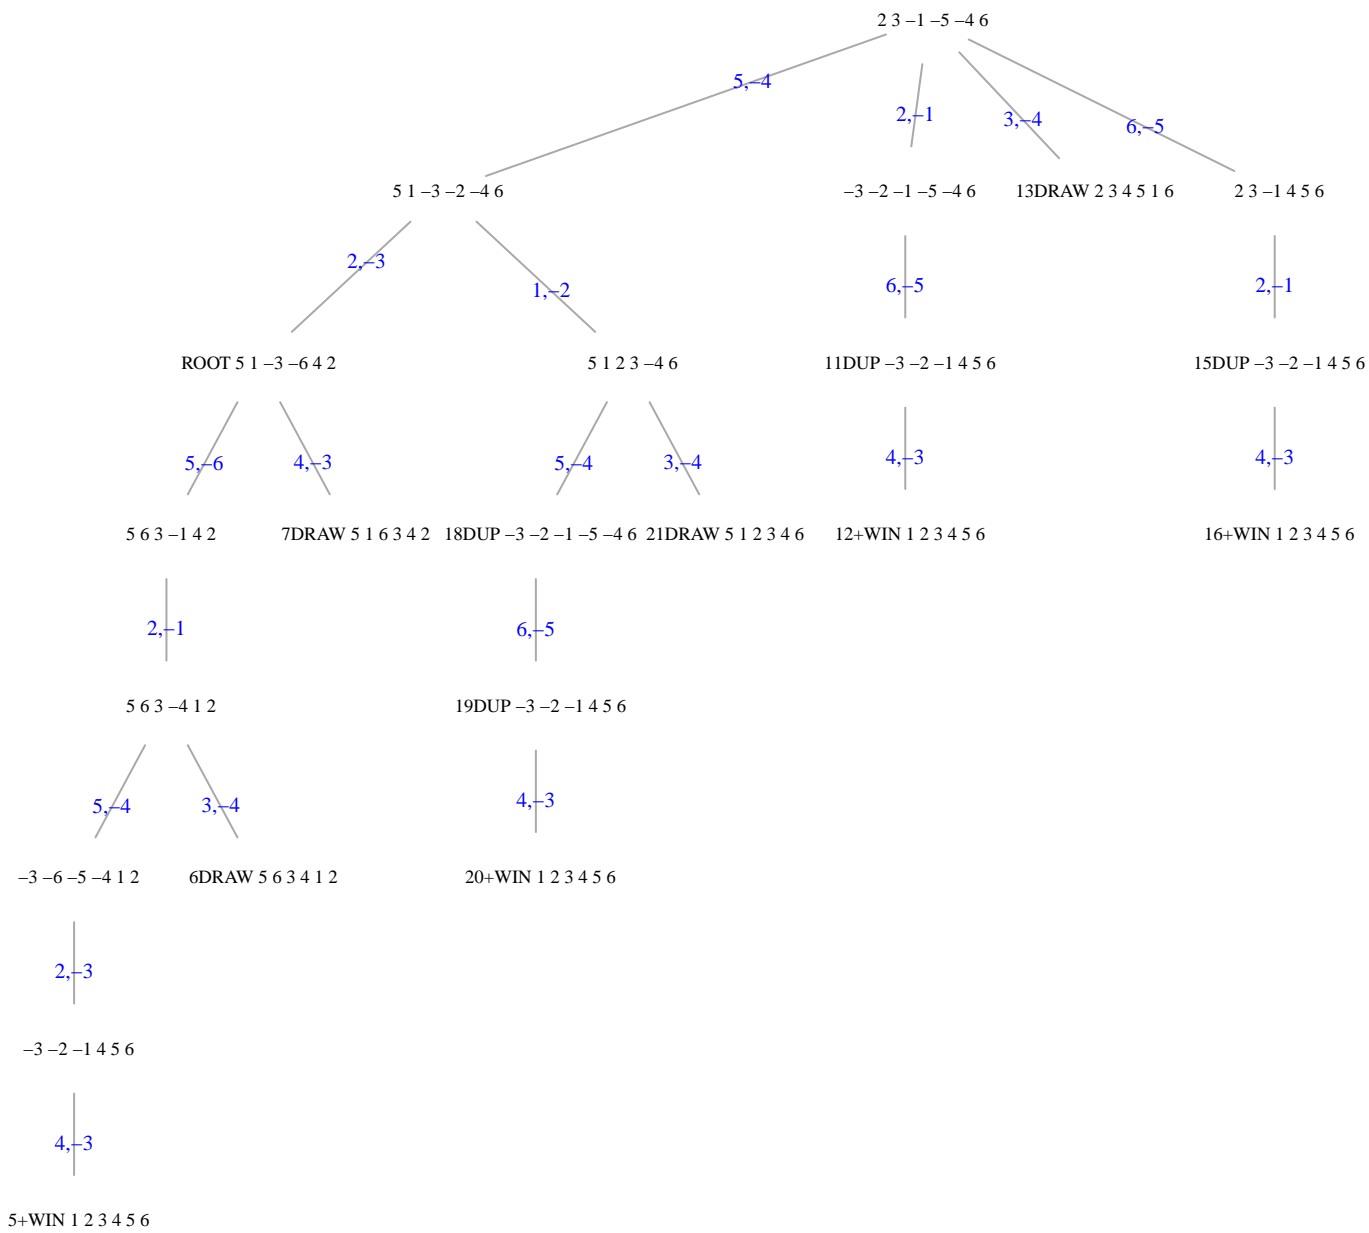 2 3 −1 −5 −4 6
5,−4
2,−1
3,−4
6,−5
5 1 −3 −2 −4 6
−3 −2 −1 −5 −4 6
13DRAW 2 3 4 5 1 6
2 3 −1 4 5 6
2,−3
1,−2
6,−5
2,−1
ROOT 5 1 −3 −6 4 2
5 1 2 3 −4 6
11DUP −3 −2 −1 4 5 6
15DUP −3 −2 −1 4 5 6
5,−6
4,−3
5,−4
3,−4
4,−3
4,−3
5 6 3 −1 4 2
7DRAW 5 1 6 3 4 2
18DUP −3 −2 −1 −5 −4 6
21DRAW 5 1 2 3 4 6
12+WIN 1 2 3 4 5 6
16+WIN 1 2 3 4 5 6
2,−1
6,−5
5 6 3 −4 1 2
19DUP −3 −2 −1 4 5 6
5,−4
3,−4
4,−3
−3 −6 −5 −4 1 2
6DRAW 5 6 3 4 1 2
20+WIN 1 2 3 4 5 6
2,−3
−3 −2 −1 4 5 6
4,−3
5+WIN 1 2 3 4 5 6